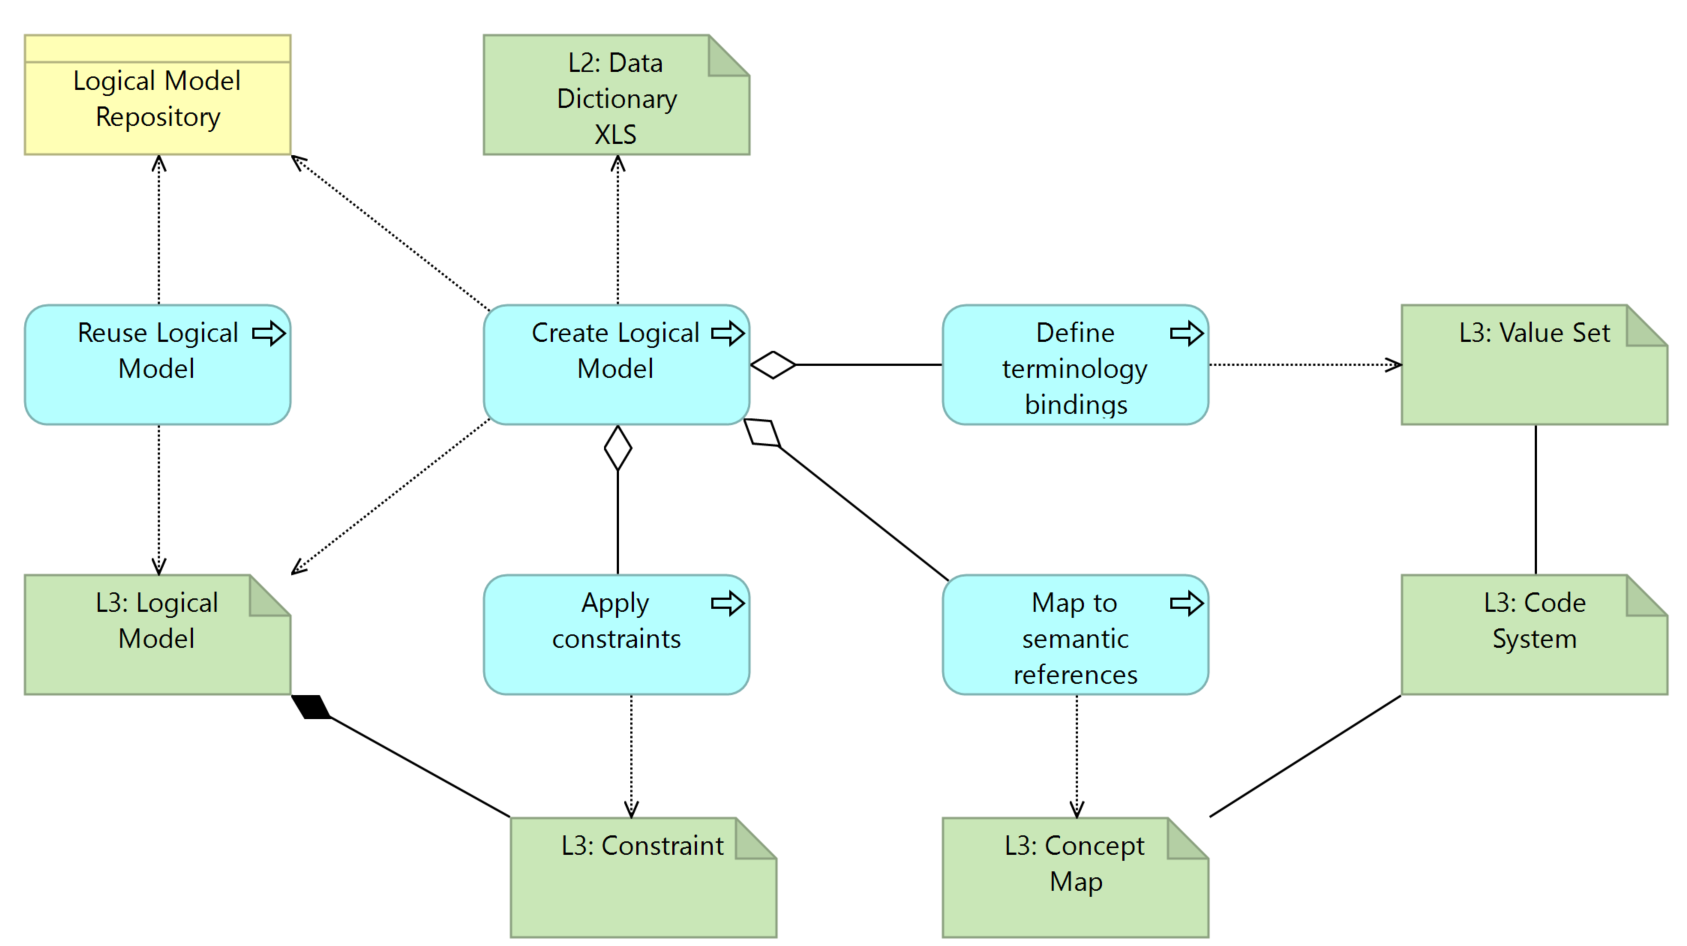 Logical Model
Repository
L2: Data
Dictionary
XLS
Reuse Logical
Model
Create Logical
Model
Define
terminology
bindings
L3: Value Set
L3: Logical
Model
Apply
constraints
Map to
semantic
references
L3: Code
System
L3: Constraint
L3: Concept
Map